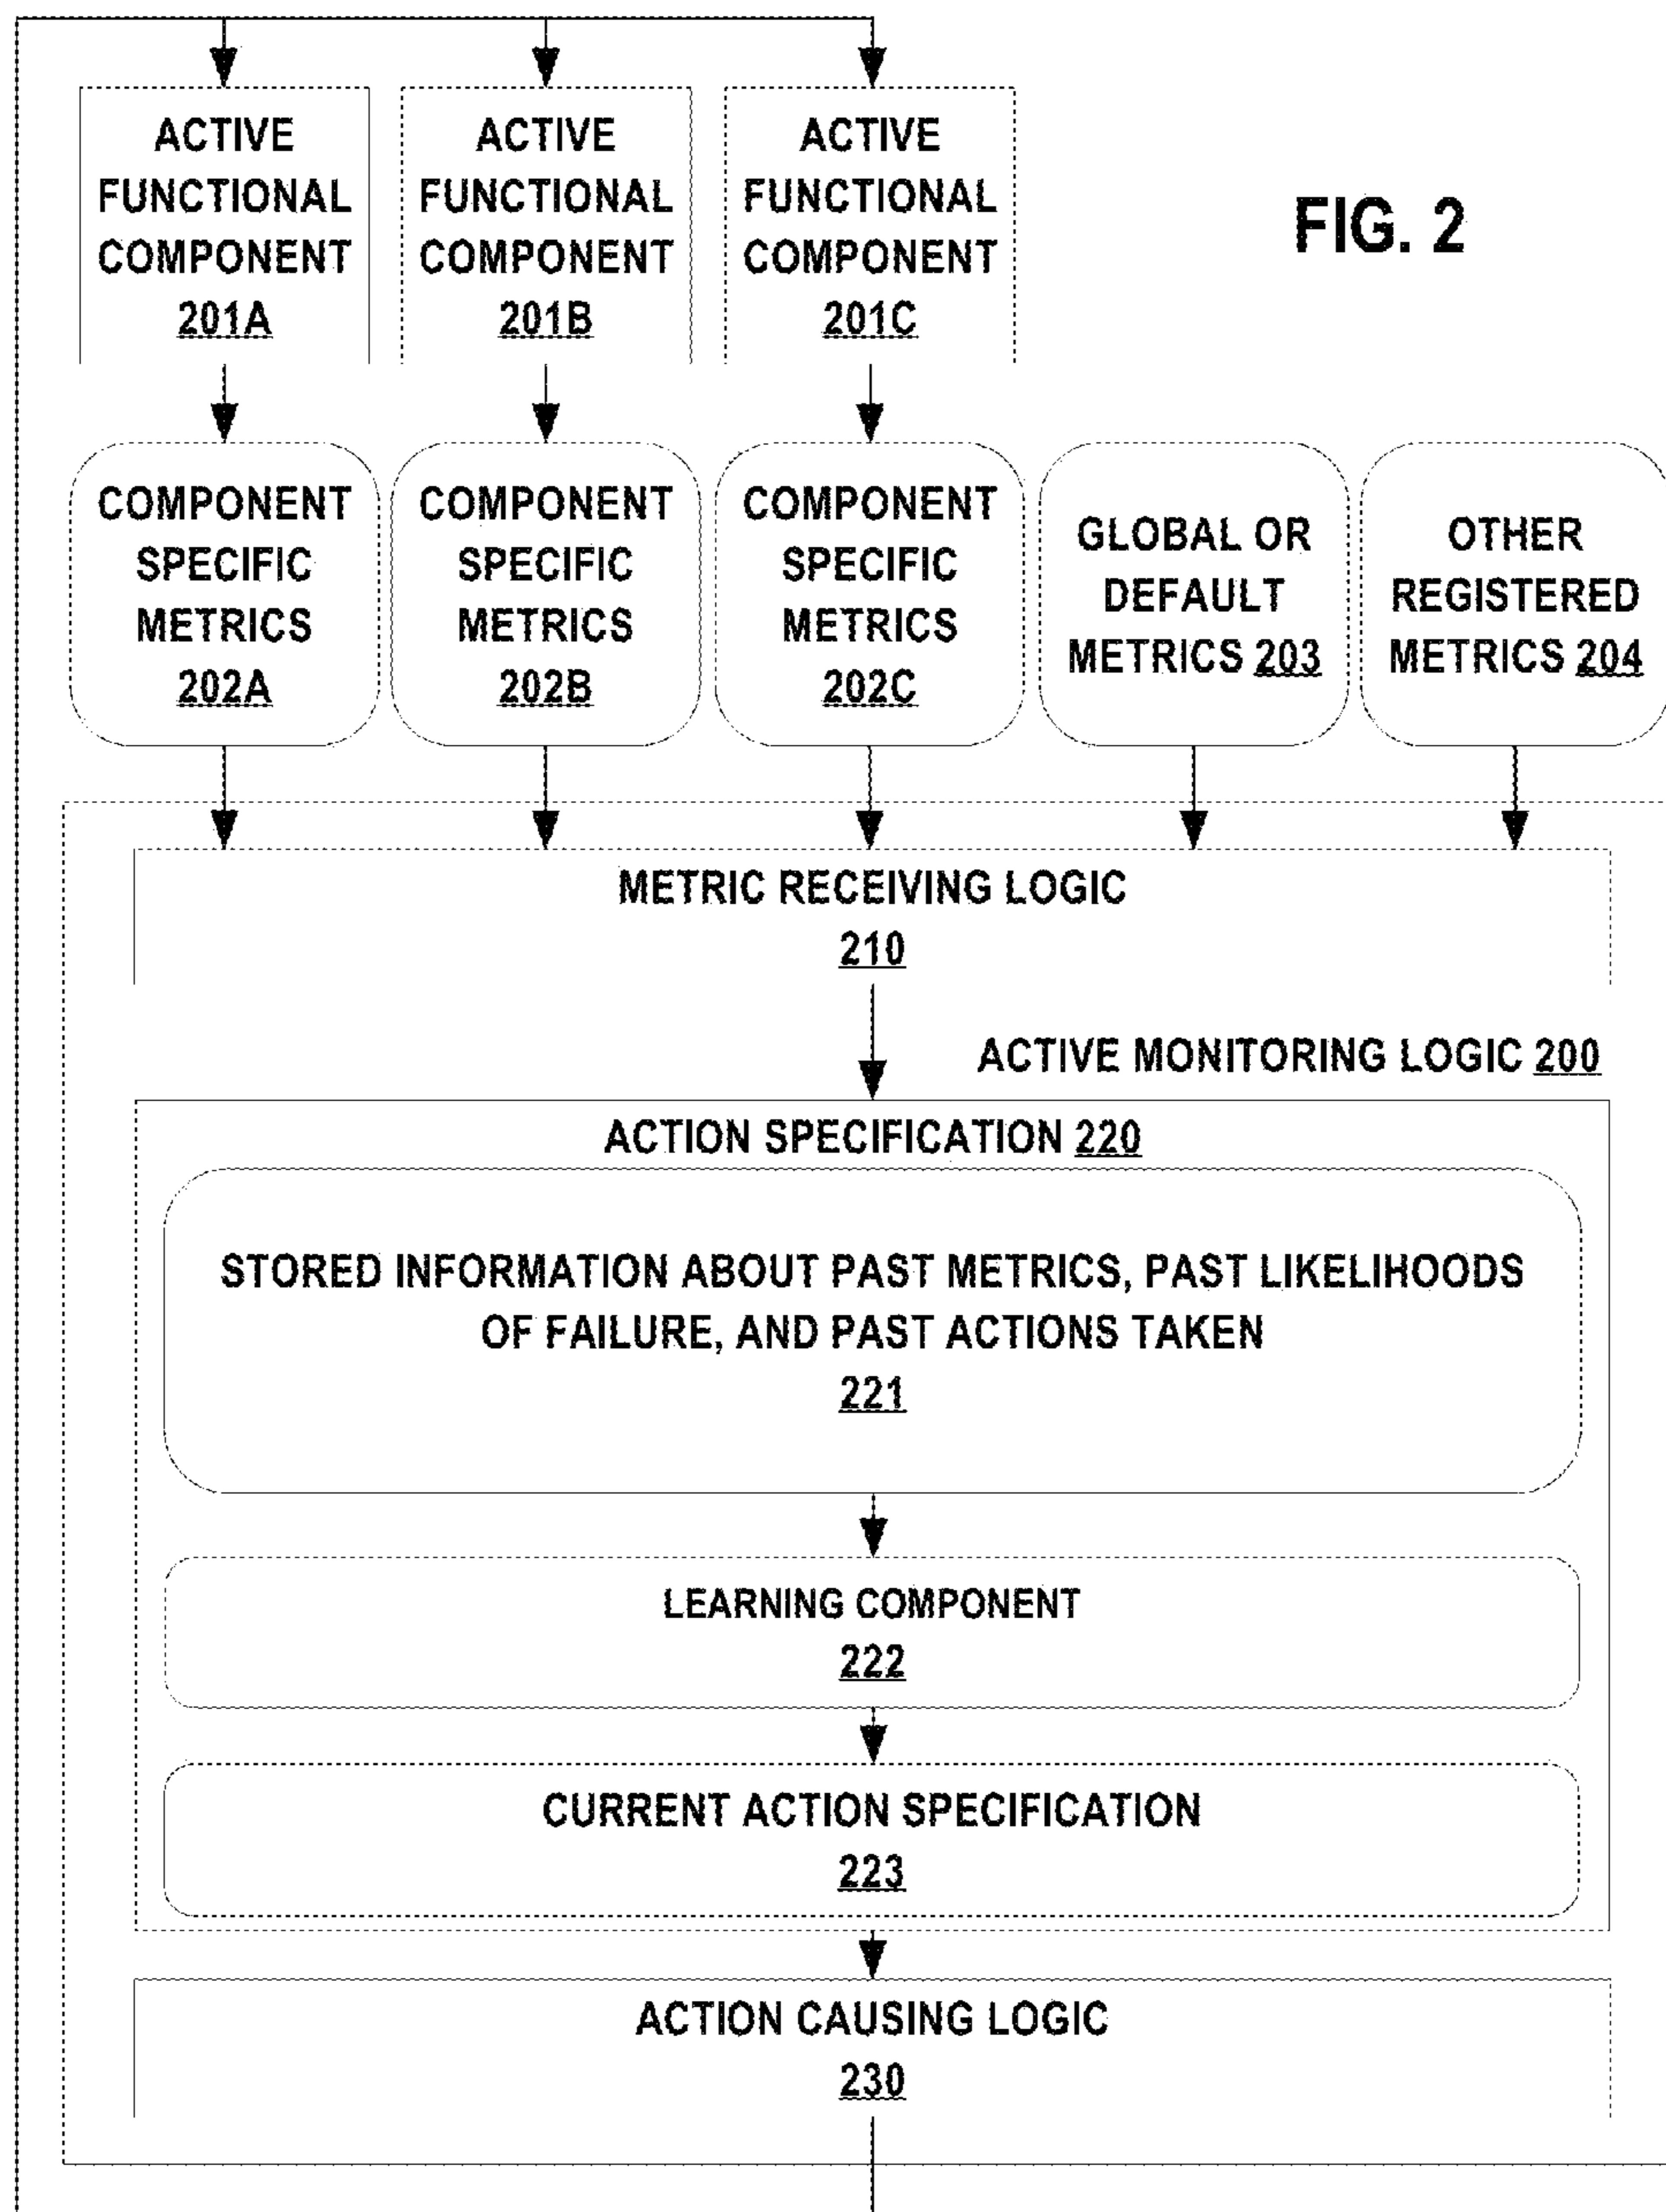 ACTIVE
FUNCTIONAL
COMPONENT
201A
ACTIVE
FUNCTIONAL
COMPONENT
201B
ACTIVE
FUNCTIONAL
COMPONENT
201C
FIG. 2
COMPONENT
SPECIFIC
METRICS
202A
COMPONENT
SPECIFIC
METRICS
202B
COMPONENT
SPECIFIC
METRICS
202C
GLOBAL OR
DEFAULT
METRICS 203
OTHER
REGISTERED
METRICS 204
METRIC RECEIVING LOGIC
210
ACTIVE MONITORING LOGIC 200
ACTION SPECIFICATION 220
STORED INFORMATION ABOUT PAST METRICS, PAST LIKELIHOODS
OF FAILURE, AND PAST ACTIONS TAKEN
221
LEARNING COMPONENT
222
CURRENT ACTION SPECIFICATION
223
ACTION CAUSING LOGIC
230